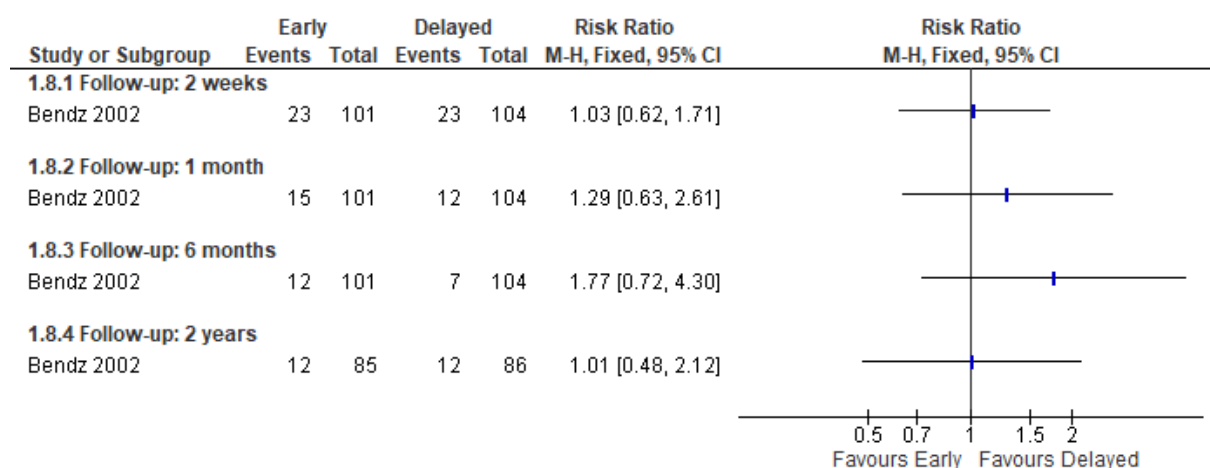 Early Delayed Risk Ratio Risk Ratio
Study or Subgroup Events Total Events Total M-H, Fixed, 95% CI M-H, Fixed, 95% CI
1.8.1 Follow-up: 2 weeks
Bendz 2002 23 101 23 104 1.03 [0.62, 1.71]
1.8.2 Follow-up: 1 month
Bendz 2002 15 101 12 104 1.29 [0.63, 2.61]
1.8.3 Follow-up: 6 months
Bendz 2002 12 101 7 104 1.77 [0.72, 4.30]
1.8.4 Follow-up: 2 years
Bendz 2002 12 85 12 86 1.01 [0.48, 2.12]
0.5 0.7 1 1.5 2
Favours Early Favours Delayed